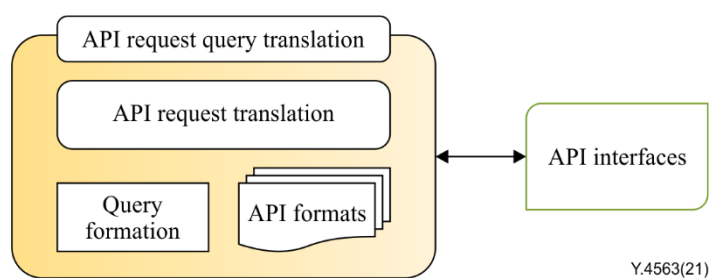 API request query translation
API request translation
API interfaces
Query
formation
API formats
Y.4563(21)